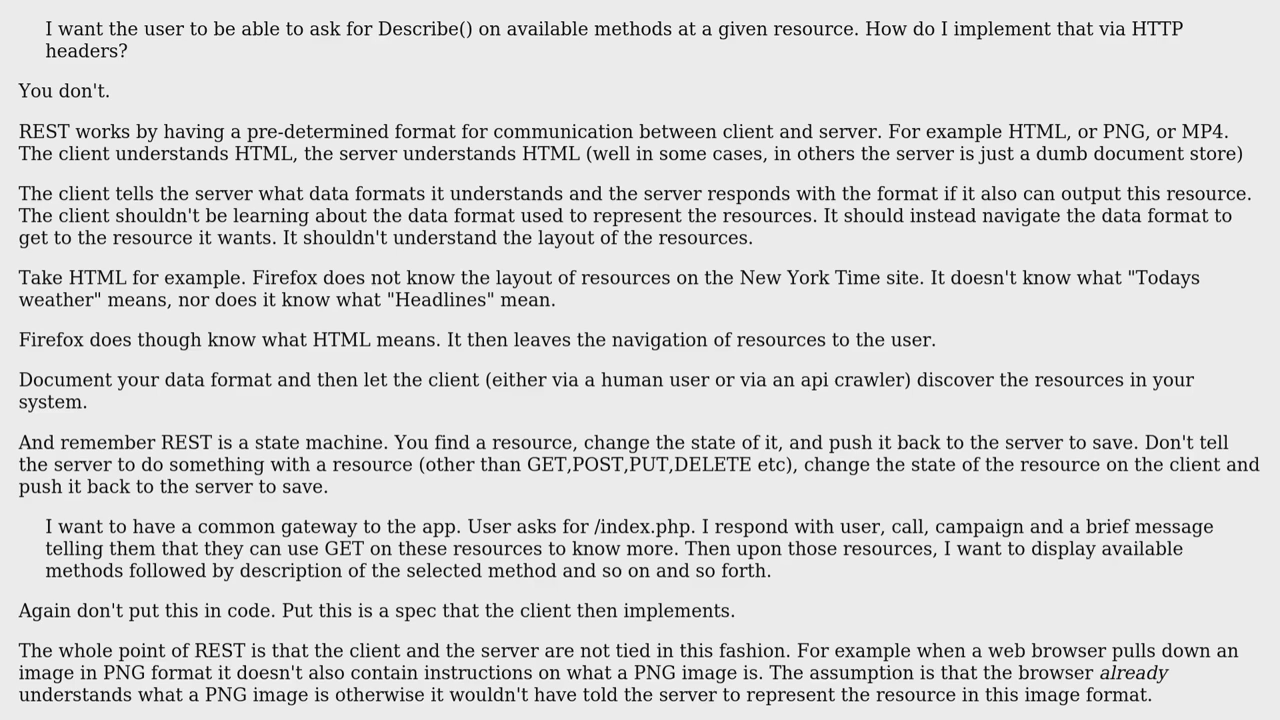 I want the user to be able to ask for Describe() on available methods at a given resource. How do I implement that via HTTP
headers?
You don't.
REST works by having a pre-determined format for communication between client and server. For example HTML, or PNG, or MP4.
The client understands HTML, the server understands HTML (well in some cases, in others the server is just a dumb document store)
The client tells the server what data formats it understands and the server responds with the format if it also can output this resource.
The client shouldn't be learning about the data format used to represent the resources. It should instead navigate the data format to
get to the resource it wants. It shouldn't understand the layout of the resources.
Take HTML for example. Firefox does not know the layout of resources on the New York Time site. It doesn't know what "Todays
weather" means, nor does it know what "Headlines" mean.
Firefox does though know what HTML means. It then leaves the navigation of resources to the user.
Document your data format and then let the client (either via a human user or via an api crawler) discover the resources in your
system.
And remember REST is a state machine. You find a resource, change the state of it, and push it back to the server to save. Don't tell
the server to do something with a resource (other than GET,POST,PUT,DELETE etc), change the state of the resource on the client and
push it back to the server to save.
I want to have a common gateway to the app. User asks for /index.php. I respond with user, call, campaign and a brief message
telling them that they can use GET on these resources to know more. Then upon those resources, I want to display available
methods followed by description of the selected method and so on and so forth.
Again don't put this in code. Put this is a spec that the client then implements.
The whole point of REST is that the client and the server are not tied in this fashion. For example when a web browser pulls down an
image in PNG format it doesn't also contain instructions on what a PNG image is. The assumption is that the browser already
understands what a PNG image is otherwise it wouldn't have told the server to represent the resource in this image format.